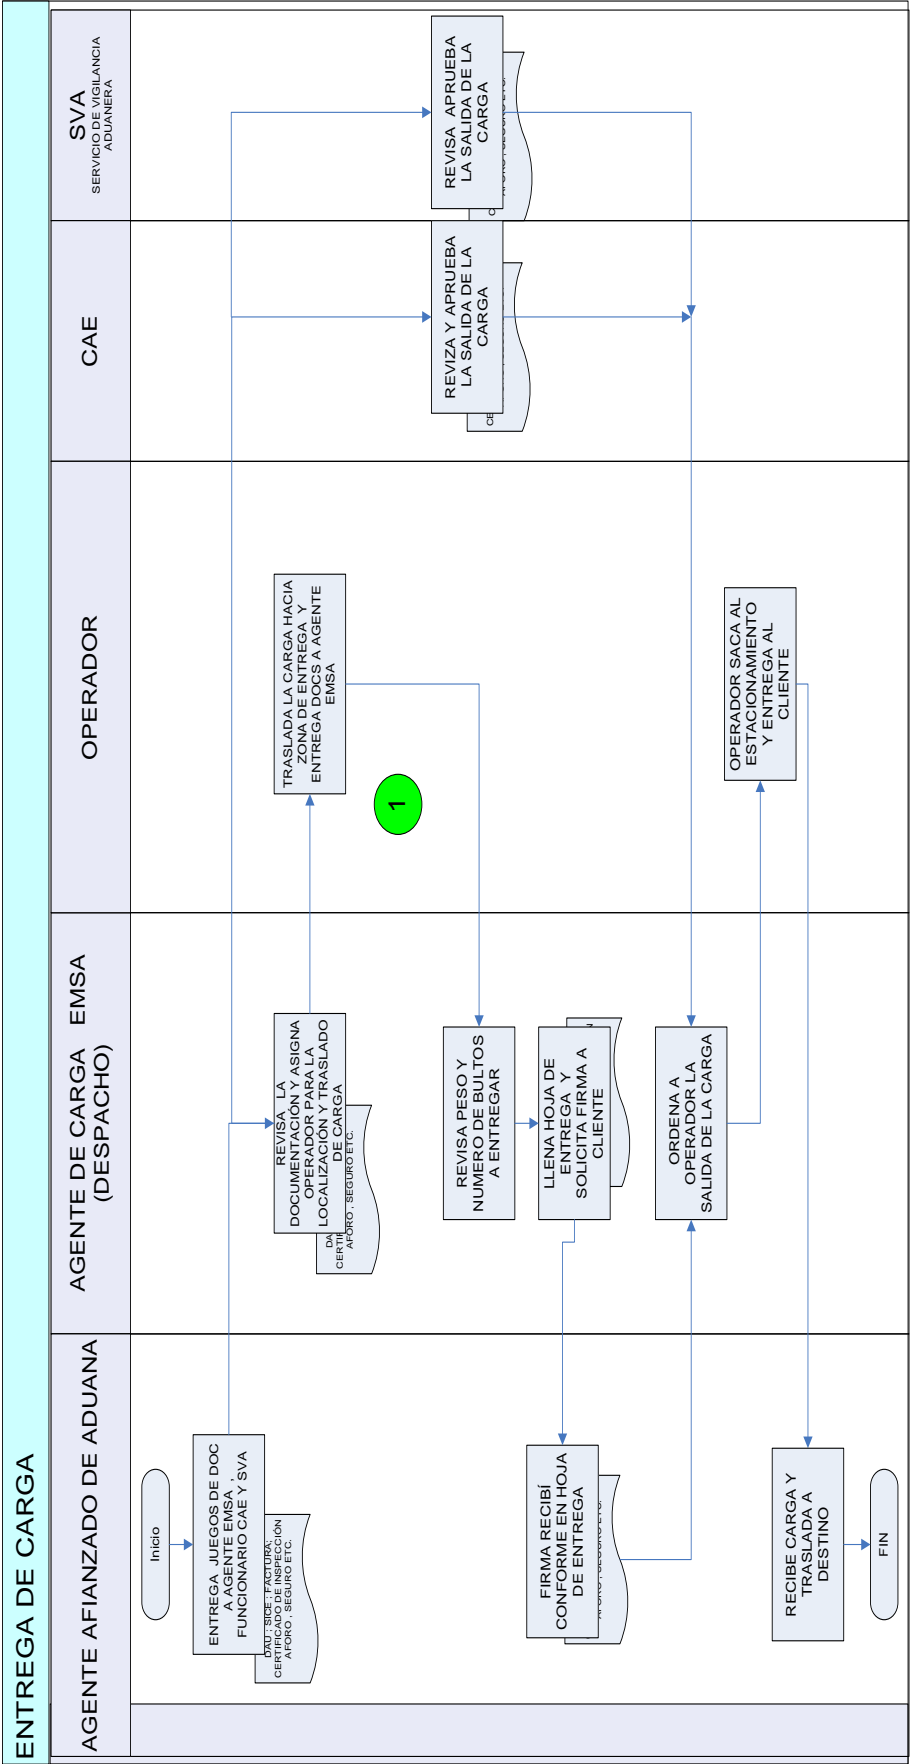 ENTREGA DE CARGA
AGENTE AFIANZADO DE ADUANA
AGENTE DE CARGA EMSA
(DESPACHO)
OPERADOR
CAE
SVA
SERVICIO DE VIGILANCIA
ADUANERA
Inicio
ENTREGA JUEGOS DE DOC
A AGENTE EMSA ,
FUNCIONARIO CAE Y SVA
DAU ; SICE ; FACTURA;
CERTIFICADO DE INSPECCIÓN
AFORO , SEGURO ETC.
REVISA LA
DOCUMENTACIÓN Y ASIGNA
OPERADOR PARA LA
LOCALIZACIÓN Y TRASLADO
DE CARGA
AFORO , SEGURO ETC.
TRASLADA LA CARGA HACIA
ZONA DE ENTREGA Y
ENTREGA DOCS A AGENTE
EMSA
1
REVIZA Y APRUEBA
LA SALIDA DE LA
CARGA
REVISA APRUEBA
LA SALIDA DE LA
CARGA
REVISA PESO Y
NUMERO DE BULTOS
A ENTREGAR
LLENA HOJA DE
ENTREGA Y
SOLICITA FIRMA A
CLIENTE
FIRMA RECIBÍ
CONFORME EN HOJA
DE ENTREGA
ORDENA A
OPERADOR LA
SALIDA DE LA CARGA
OPERADOR SACA AL
ESTACIONAMIENTO
Y ENTREGA AL
CLIENTE
RECIBE CARGA Y
TRASLADA A
DESTINO
FIN